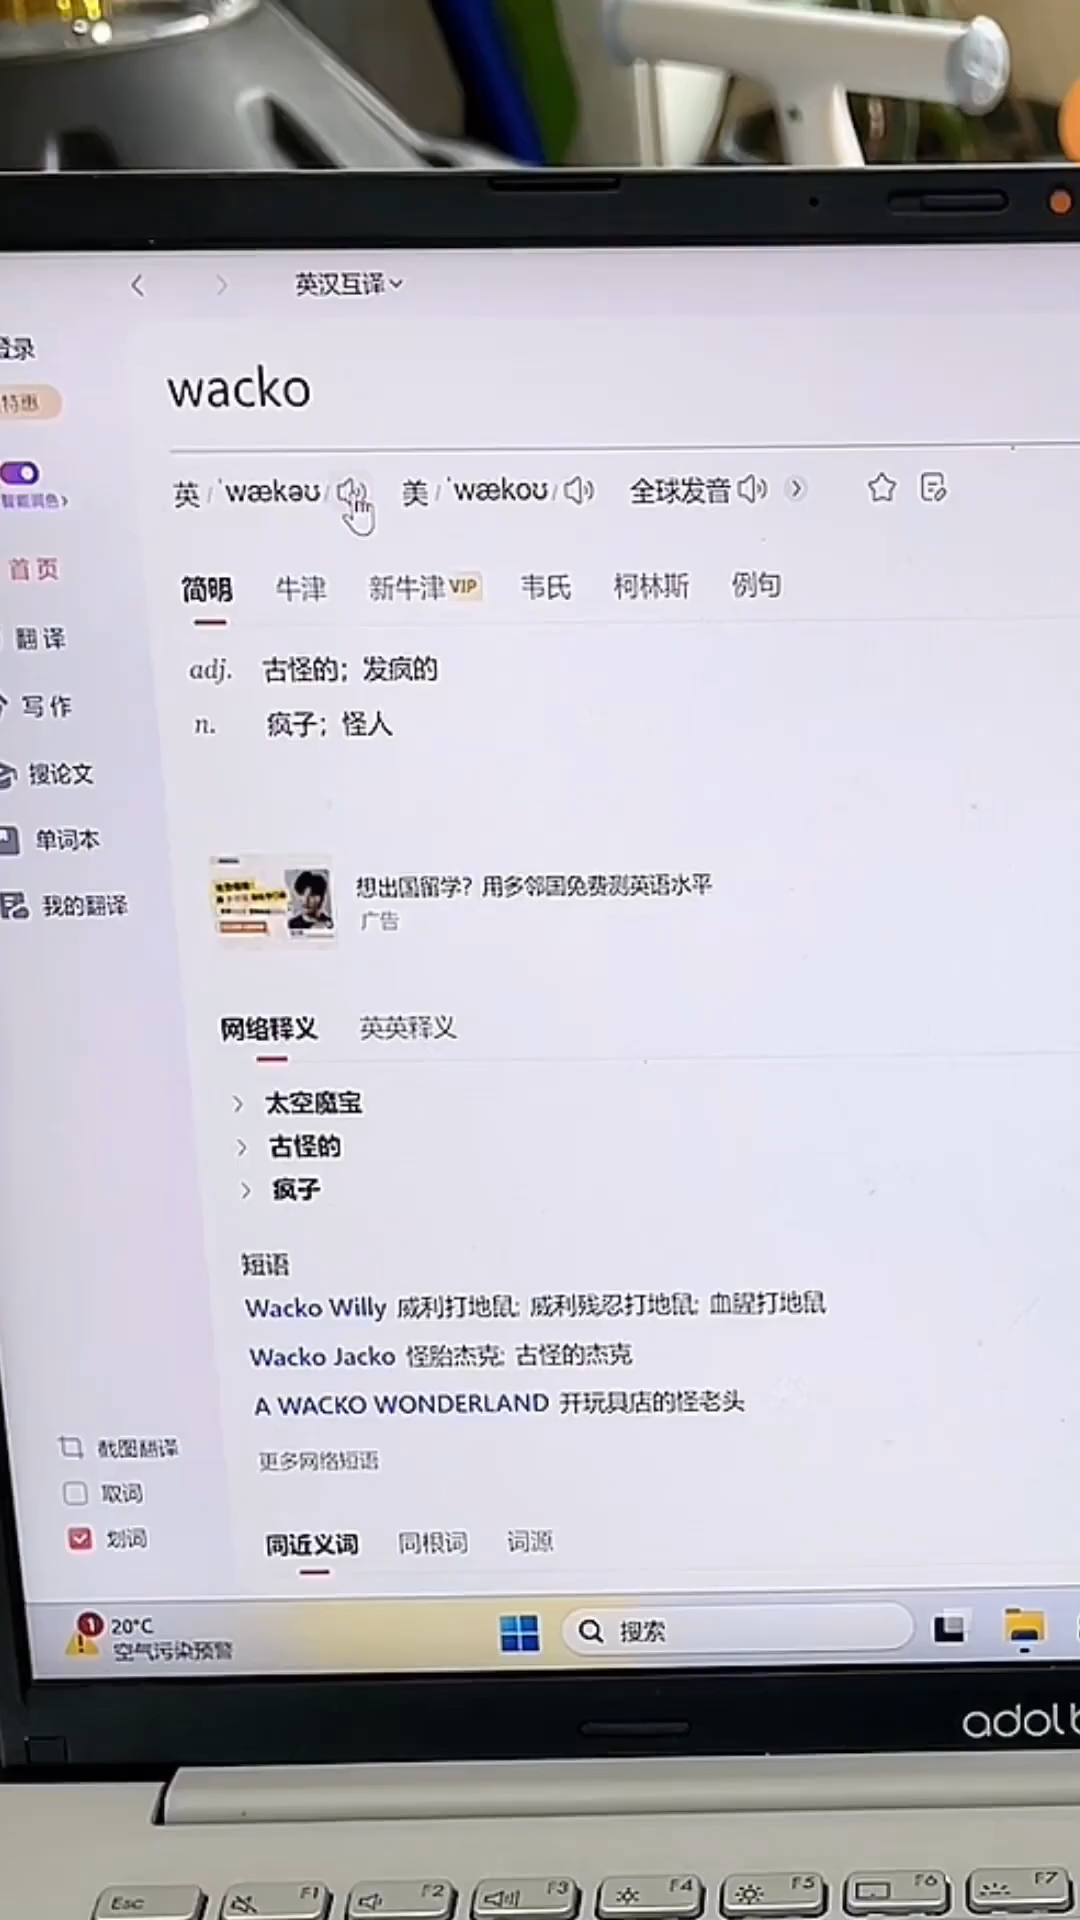 英汉互译
登录
特惠
wacko
智能润色
英 / ˈwækəʊ / 美 / ˈwækoʊ / 全球发音
首页
简明 牛津 新牛津 VIP 韦氏 柯林斯 例句
翻译
adj. 古怪的；发疯的
写作
n. 疯子；怪人
搜论文
单词本
我的翻译
想出国留学？用多邻国免费测英语水平
广告
网络释义 英英释义
太空魔宝
古怪的
疯子
短语
Wacko Willy 威利打地鼠; 威利残忍打地鼠; 血腥打地鼠
Wacko Jacko 怪胎杰克; 古怪的杰克
A WACKO WONDERLAND 开玩具店的怪老头
截图翻译
更多网络短语
取词
划词
同近义词 同根词 词源
1
20°C
空气污染预警
搜索
adol
Esc F1 F2 F3 F4 F5 F6 F7